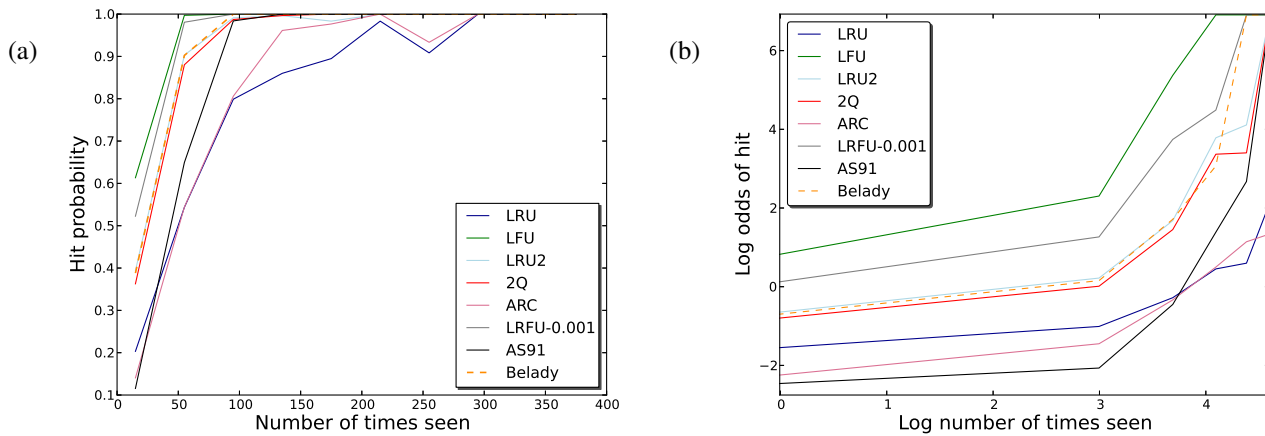 (a)
Hit probability
1.0
0.9
0.8
0.7
0.6
0.5
0.4
0.3
0.2
0.1
0
50
100
150
200
250
300
350
400
Number of times seen
LRU
LFU
LRU2
2Q
ARC
LRFU-0.001
AS91
Belady
(b)
Log odds of hit
6
4
2
0
−2
0
1
2
3
4
Log number of times seen
LRU
LFU
LRU2
2Q
ARC
LRFU-0.001
AS91
Belady